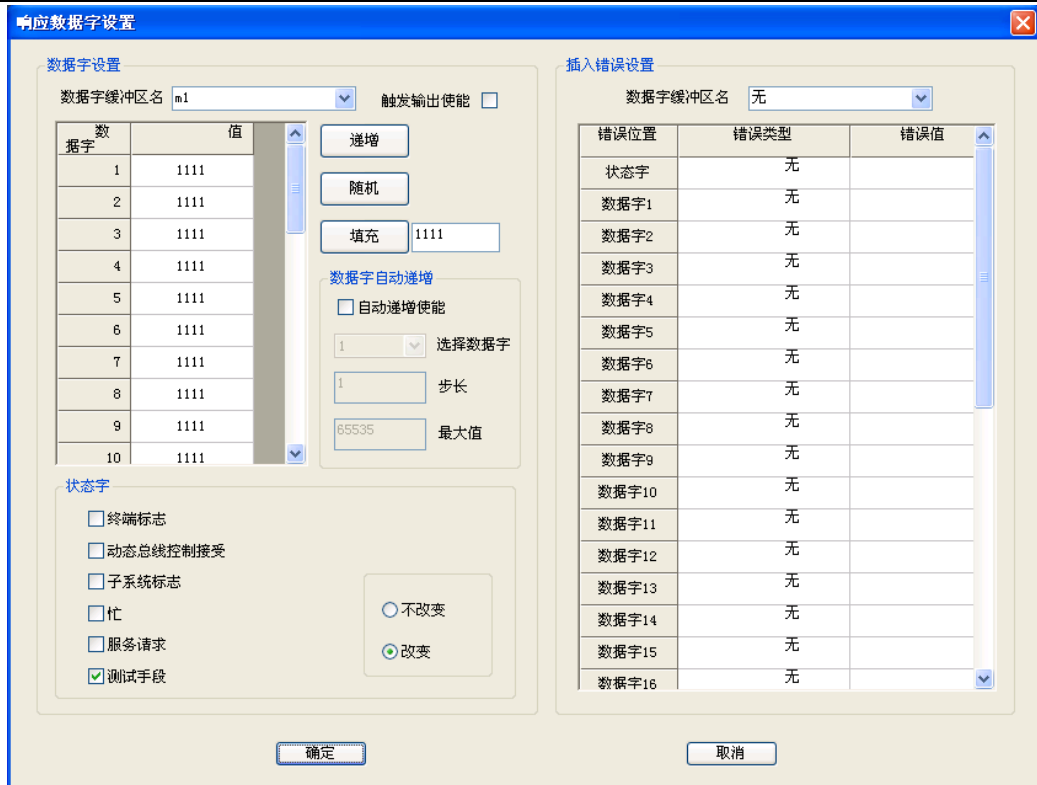 响应数据字设置
数据字设置
数据字缓冲区名 m1
触发输出使能
数据字 值
1 1111
2 1111
3 1111
4 1111
5 1111
6 1111
7 1111
8 1111
9 1111
10 1111
递增
随机
填充 1111
数据字自动递增
自动递增使能
1 选择数据字
1 步长
65535 最大值
状态字
终端标志
动态总线控制接受
子系统标志
忙
服务请求
测试手段
不改变
改变
插入错误设置
数据字缓冲区名 无
错误位置 错误类型 错误值
状态字 无
数据字1 无
数据字2 无
数据字3 无
数据字4 无
数据字5 无
数据字6 无
数据字7 无
数据字8 无
数据字9 无
数据字10 无
数据字11 无
数据字12 无
数据字13 无
数据字14 无
数据字15 无
数据字16 无
确定
取消